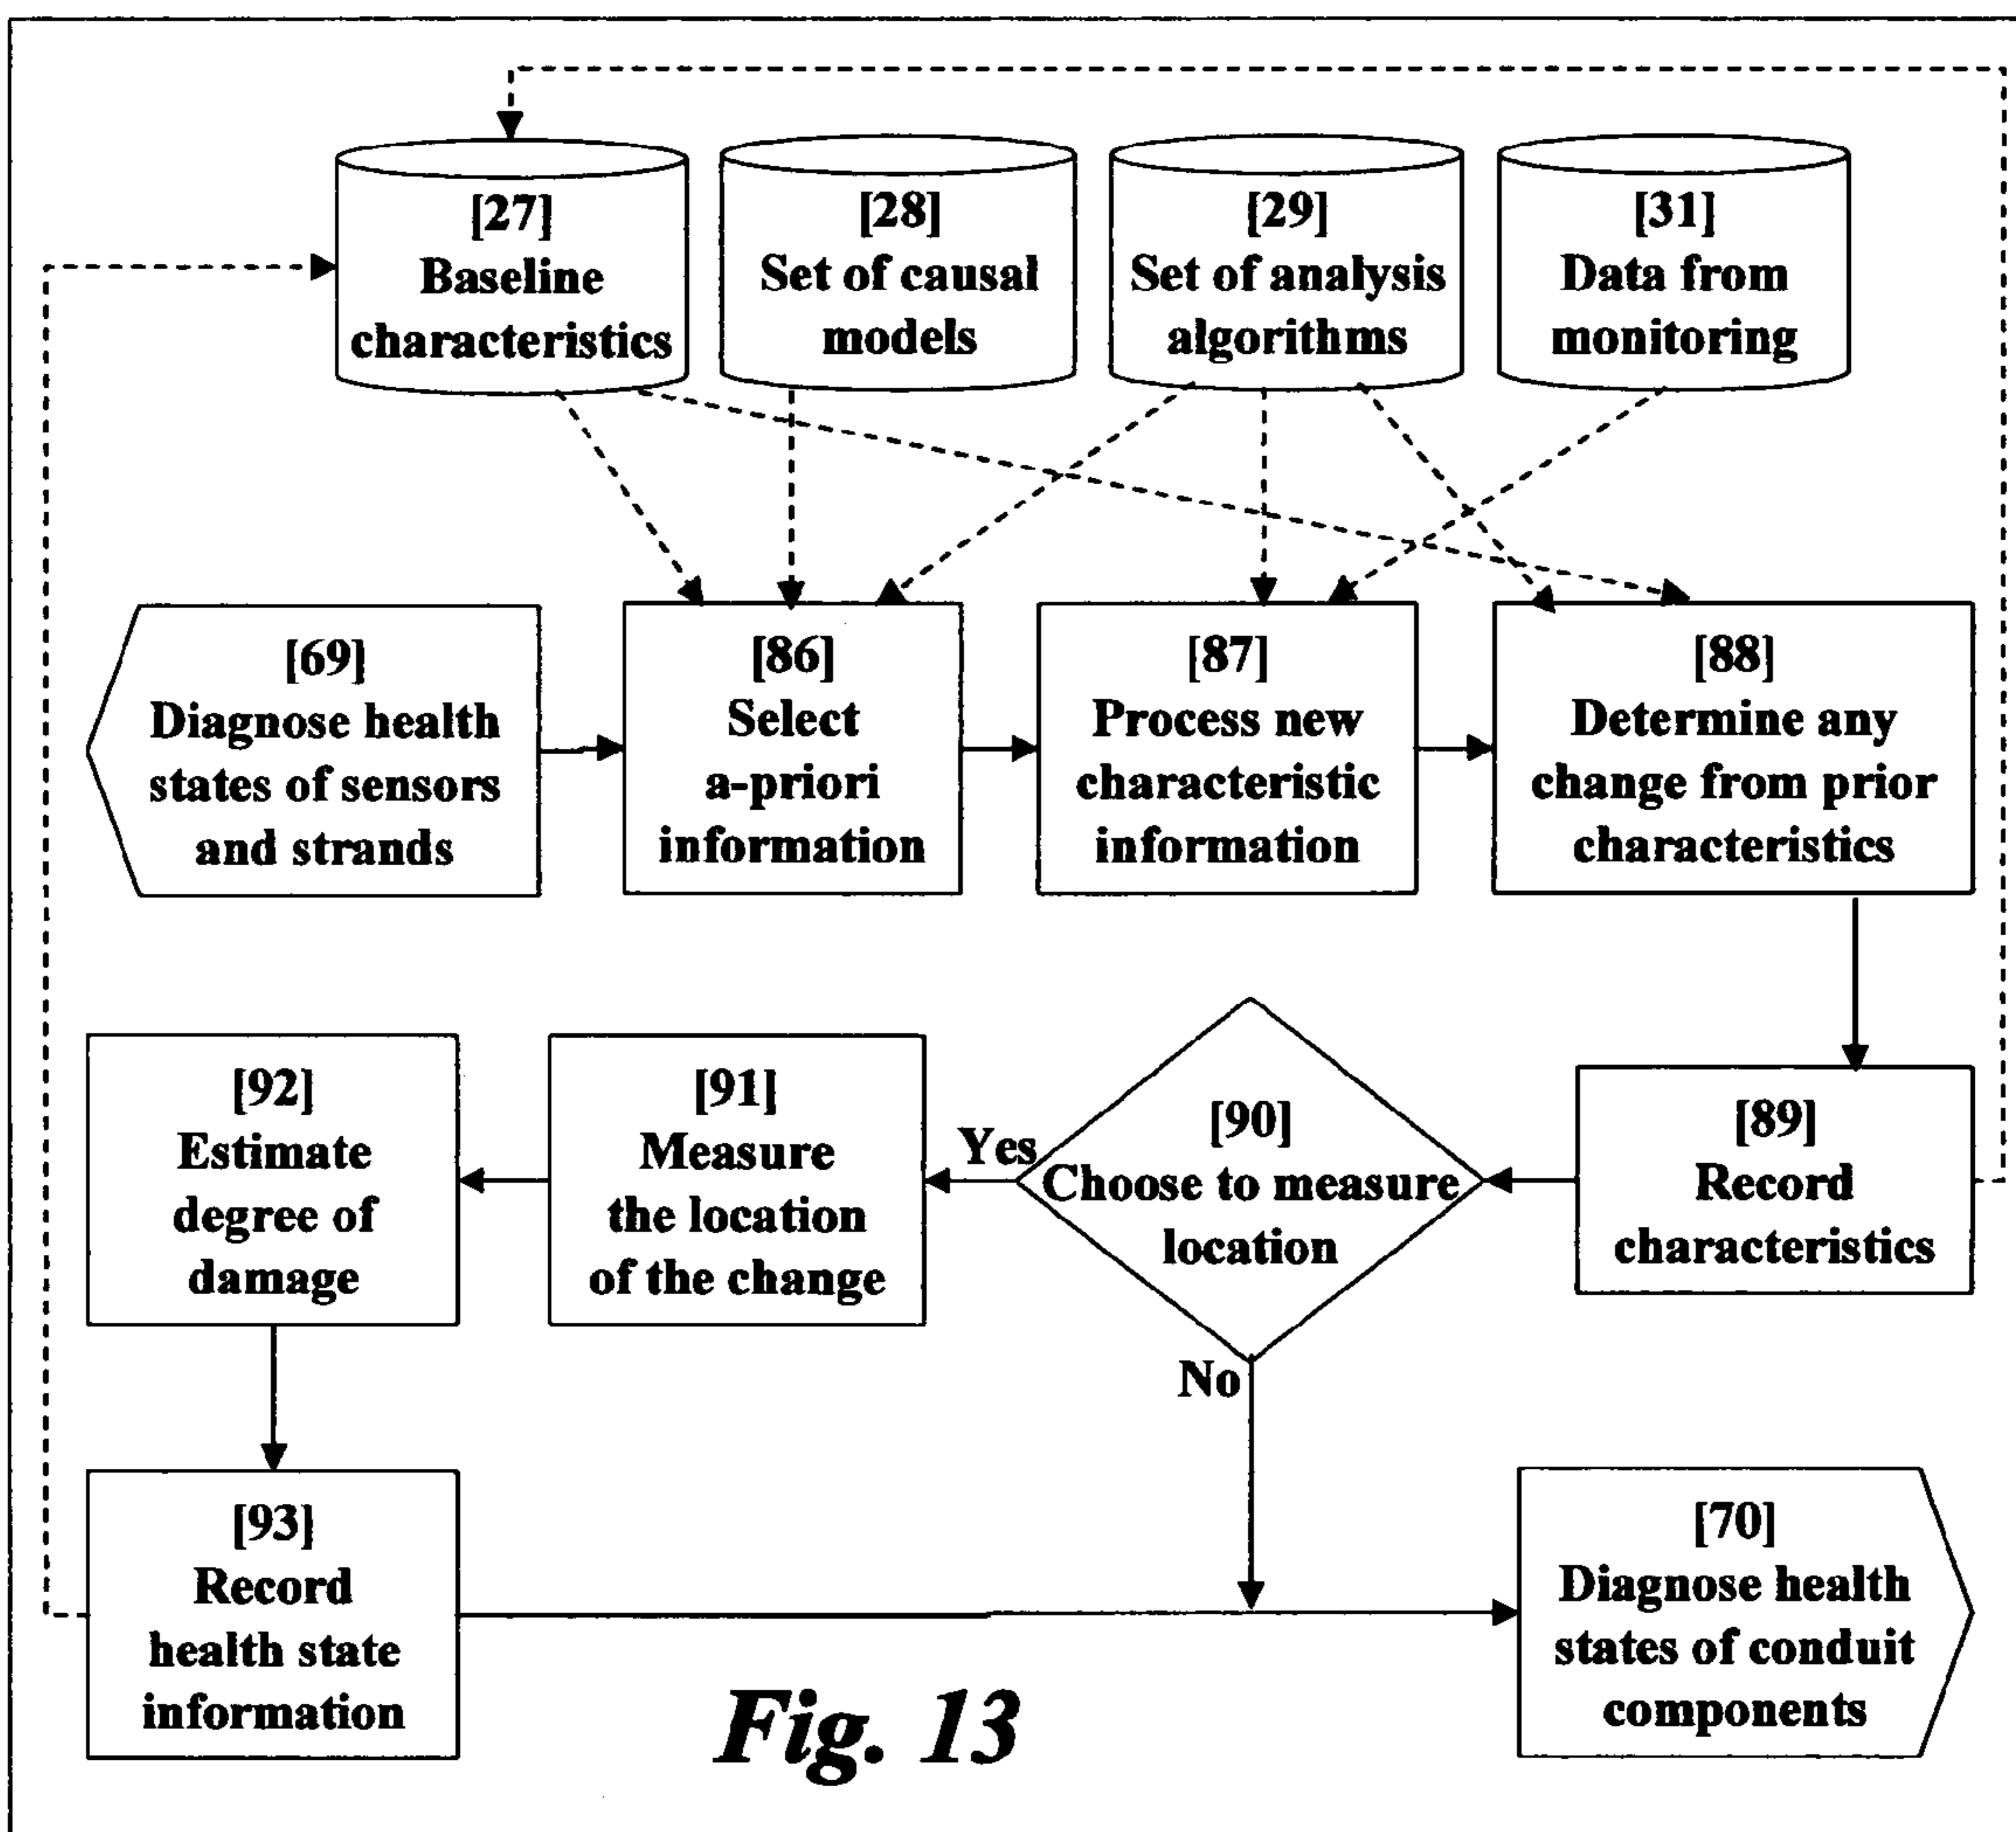 [27]
Baseline
characteristics
[28]
Set of causal
models
[29]
Set of analysis
algorithms
[31]
Data from
monitoring
[69]
Diagnose health
states of sensors
and strands
[86]
Select
a-priori
information
[87]
Process new
characteristic
information
[88]
Determine any
change from prior
characteristics
[92]
Estimate
degree of
damage
[91]
Measure
the location
of the change
Yes
[90]
Choose to measure
location
No
[89]
Record
characteristics
[93]
Record
health state
information
[70]
Diagnose health
states of conduit
components
Fig. 13